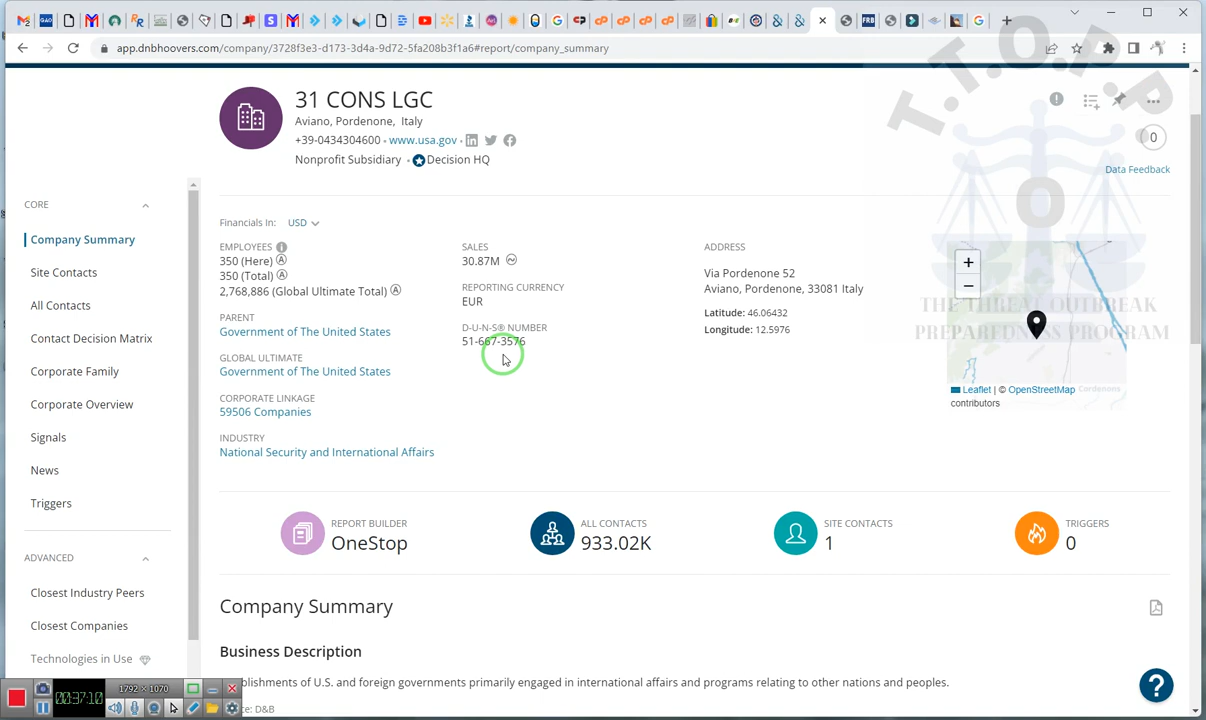 app.dnbhoovers.com/company/3728f3e3-d173-3d4a-9d72-5fa208b3f1a6#report/company_summary
T.T.O.P.P
31 CONS LGC
Aviano, Pordenone, Italy
+39-0434304600 - www.usa.gov -
Nonprofit Subsidiary • Decision HQ
0
Data Feedback
CORE
Company Summary
Site Contacts
All Contacts
Contact Decision Matrix
Corporate Family
Corporate Overview
Signals
News
Triggers
ADVANCED
Closest Industry Peers
Closest Companies
Technologies in Use
Financials In: USD
EMPLOYEES
350 (Here)
350 (Total)
2,768,886 (Global Ultimate Total)
PARENT
Government of The United States
GLOBAL ULTIMATE
Government of The United States
CORPORATE LINKAGE
59506 Companies
INDUSTRY
National Security and International Affairs
SALES
30.87M
REPORTING CURRENCY
EUR
D-U-N-S® NUMBER
51-667-3576
ADDRESS
Via Pordenone 52
Aviano, Pordenone, 33081 Italy
Latitude: 46.06432
Longitude: 12.5976
+
−
THE THREAT OUTBREAK
PREPAREDNESS PROGRAM
Leaflet | © OpenStreetMap
contributors
REPORT BUILDER
OneStop
ALL CONTACTS
933.02K
SITE CONTACTS
1
TRIGGERS
0
Company Summary
Business Description
blishments of U.S. and foreign governments primarily engaged in international affairs and programs relating to other nations and peoples.
ce: D&B
1792 × 1070
?